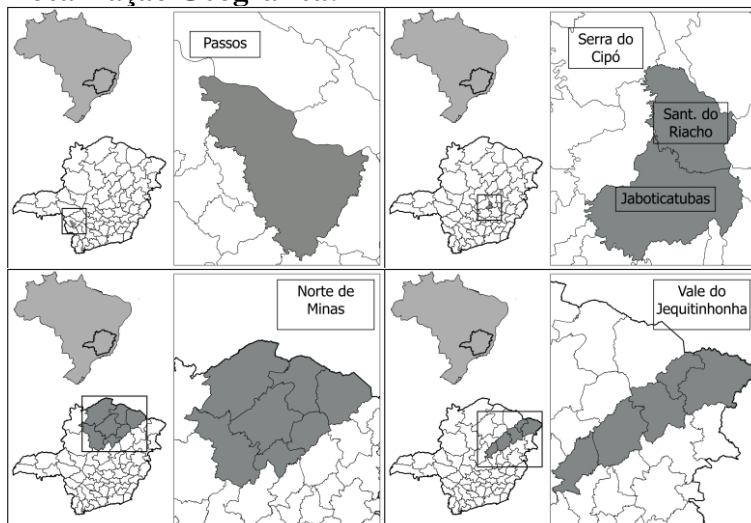 Passos
Serra do
Cipó
Sant. do
Riacho
Jaboticatubas
Norte de
Minas
Vale do
Jequitinhonha